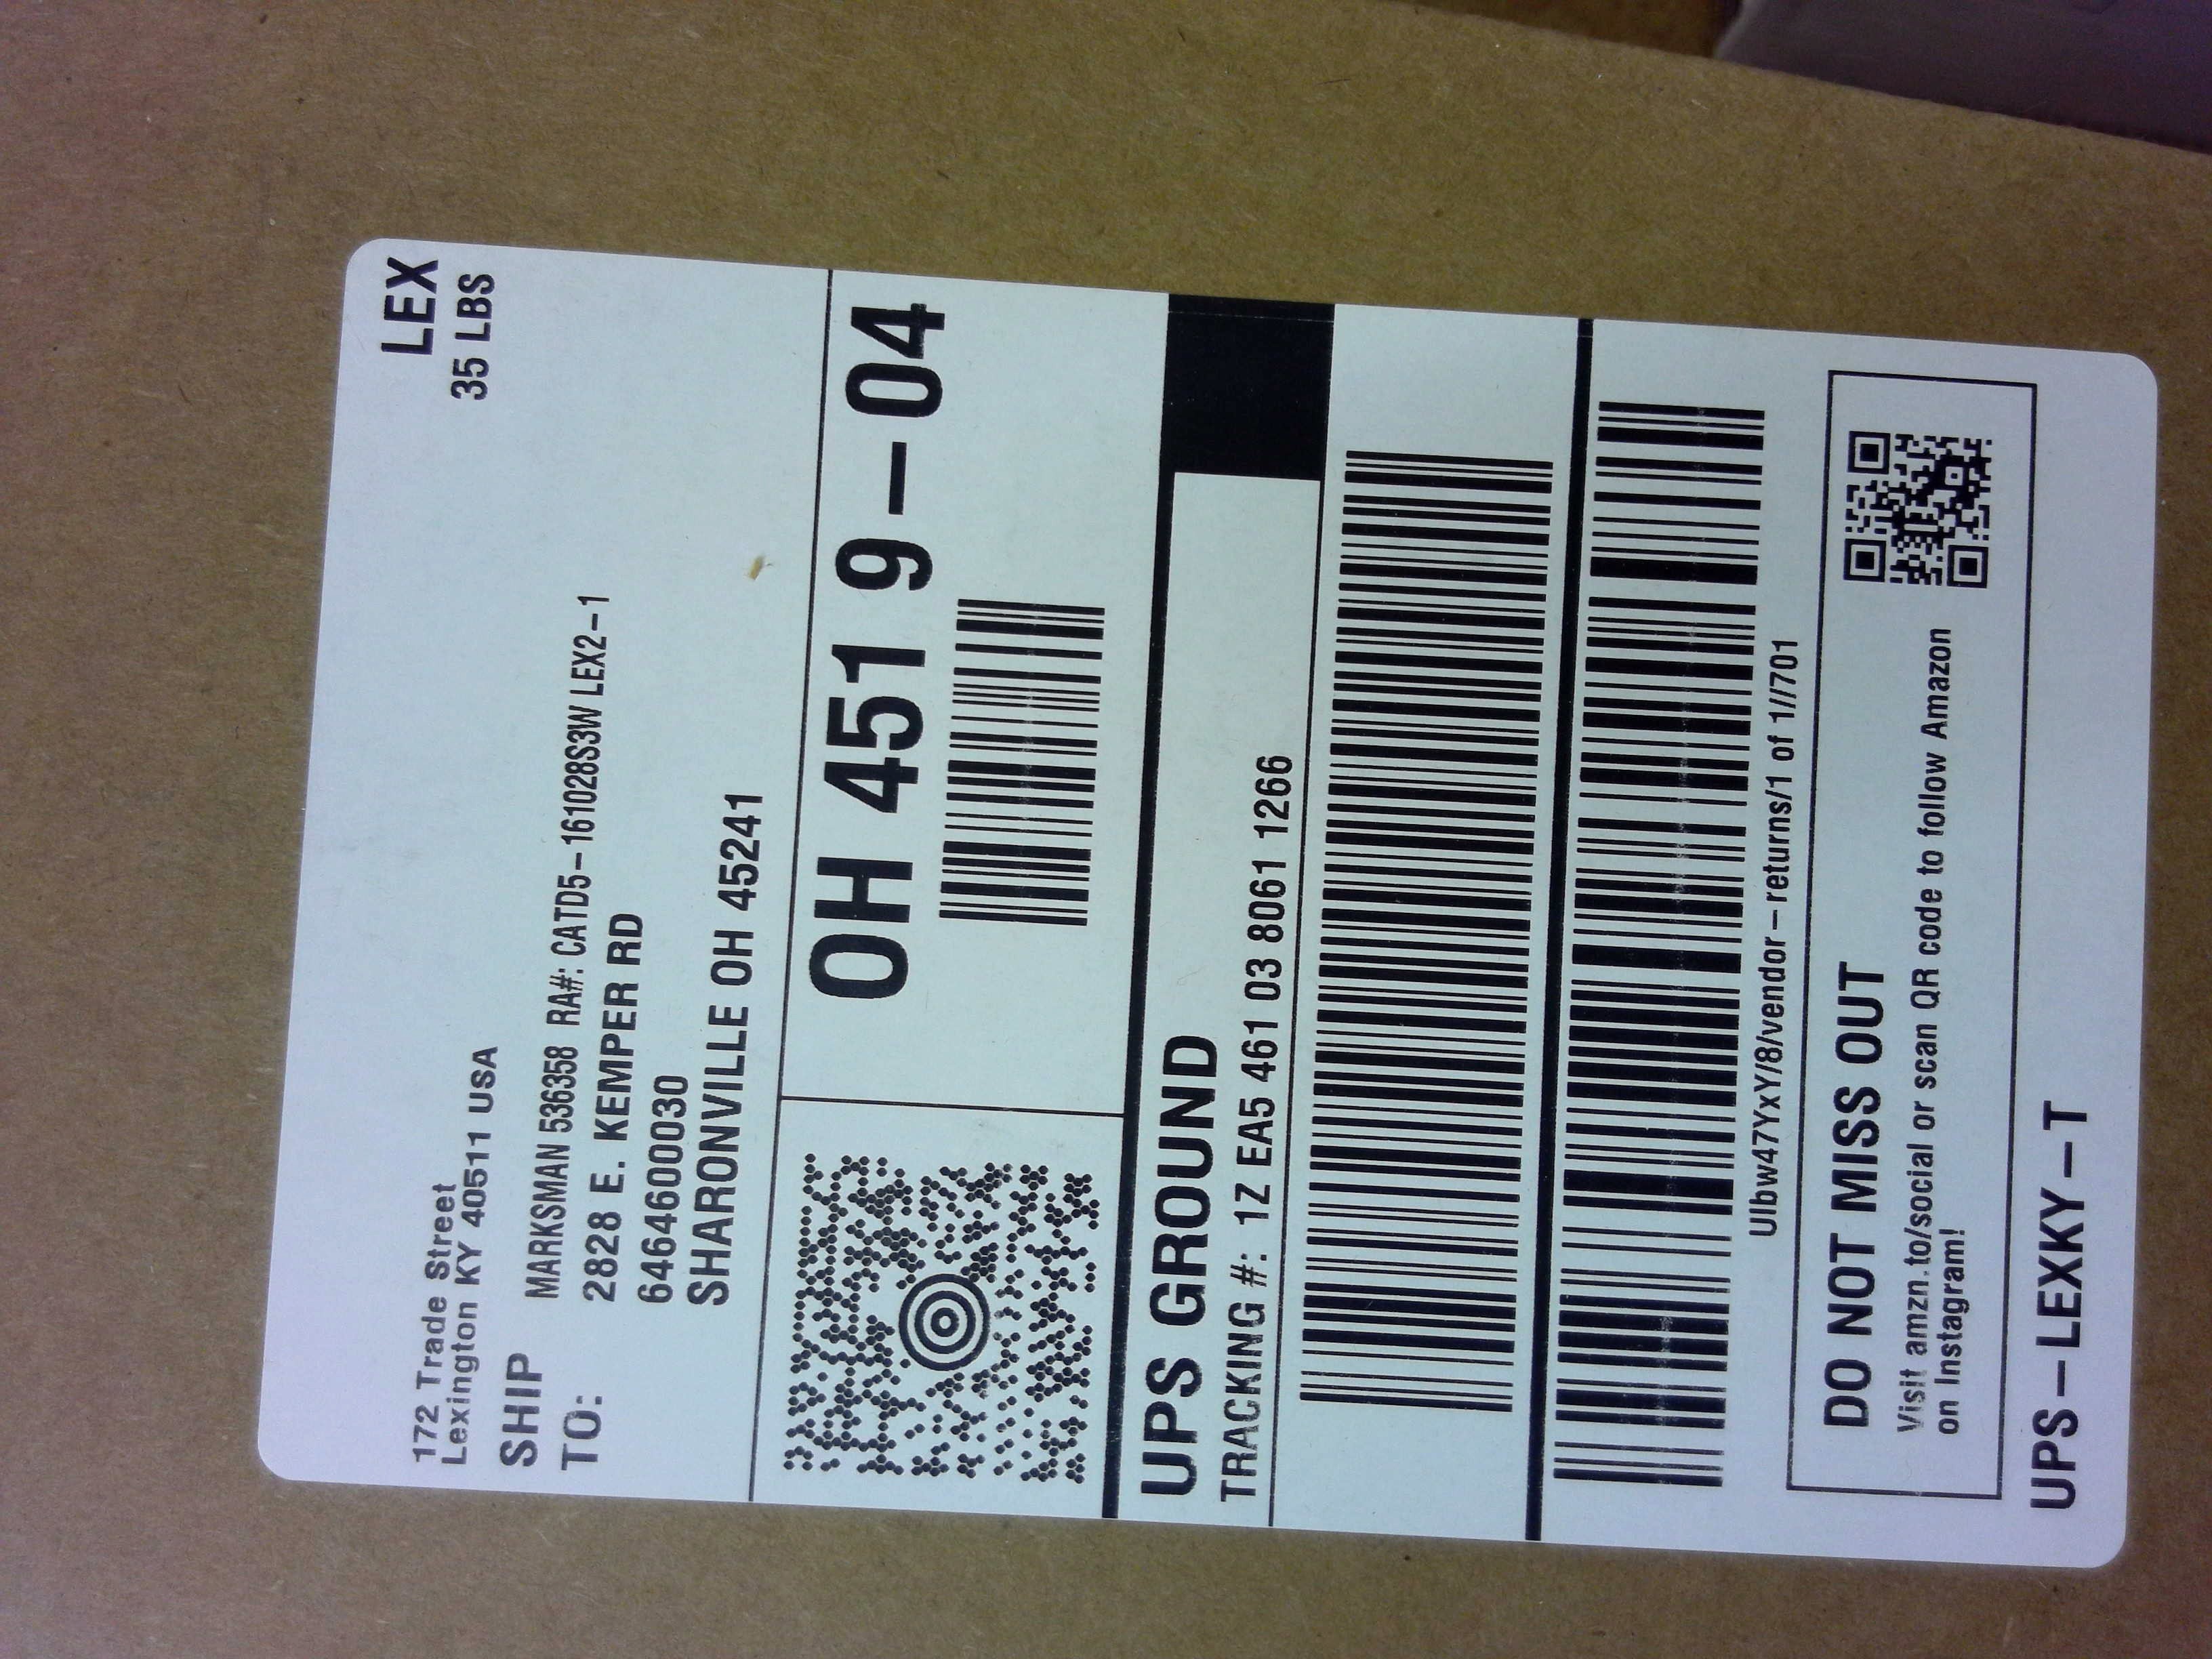 LEX
35 LBS
172 Trade Street
Lexington KY 40511 USA
SHIP
TO:
MARKSMAN 536358 RA#: CATD5-161028S3W LEX2-1
2828 E. KEMPER RD
6464600030
SHARONVILLE OH 45241
OH 451 9-04
UPS GROUND
TRACKING #: 1Z EA5 461 03 8061 1266
UIbw47YxY/8/vendor-returns/1 of 1//701
DO NOT MISS OUT
Visit amzn.to/social or scan QR code to follow Amazon
on Instagram!
UPS-LEXKY-T